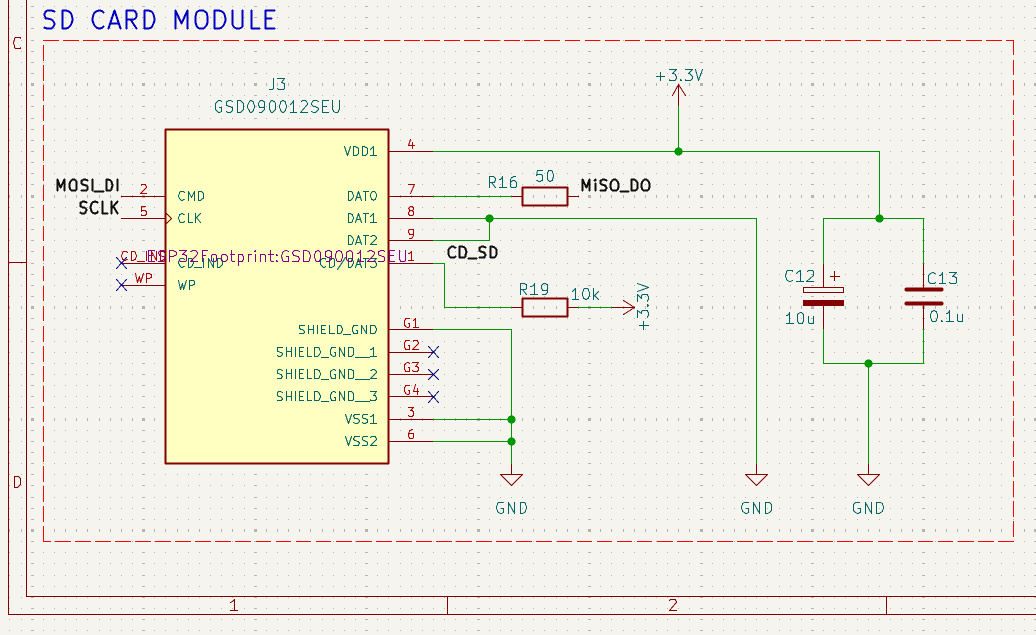 SD CARD MODULE
C
J3
GSD090012SEU
+3.3V
VDD1 4
MOSI_DI 2 CMD
DAT0 7 R16 50 MiSO_DO
SCLK 5 CLK
DAT1 8
DAT2 9
CD_SD
CD_IND CD_IND
ESP32Footprint:GSD090012SEU
CD/DAT3 1
WP WP
R19 10k +3.3V
C12 +
10u
C13
0.1u
SHIELD_GND G1
SHIELD_GND__1 G2
SHIELD_GND__2 G3
SHIELD_GND__3 G4
VSS1 3
VSS2 6
D
GND GND GND
1 2